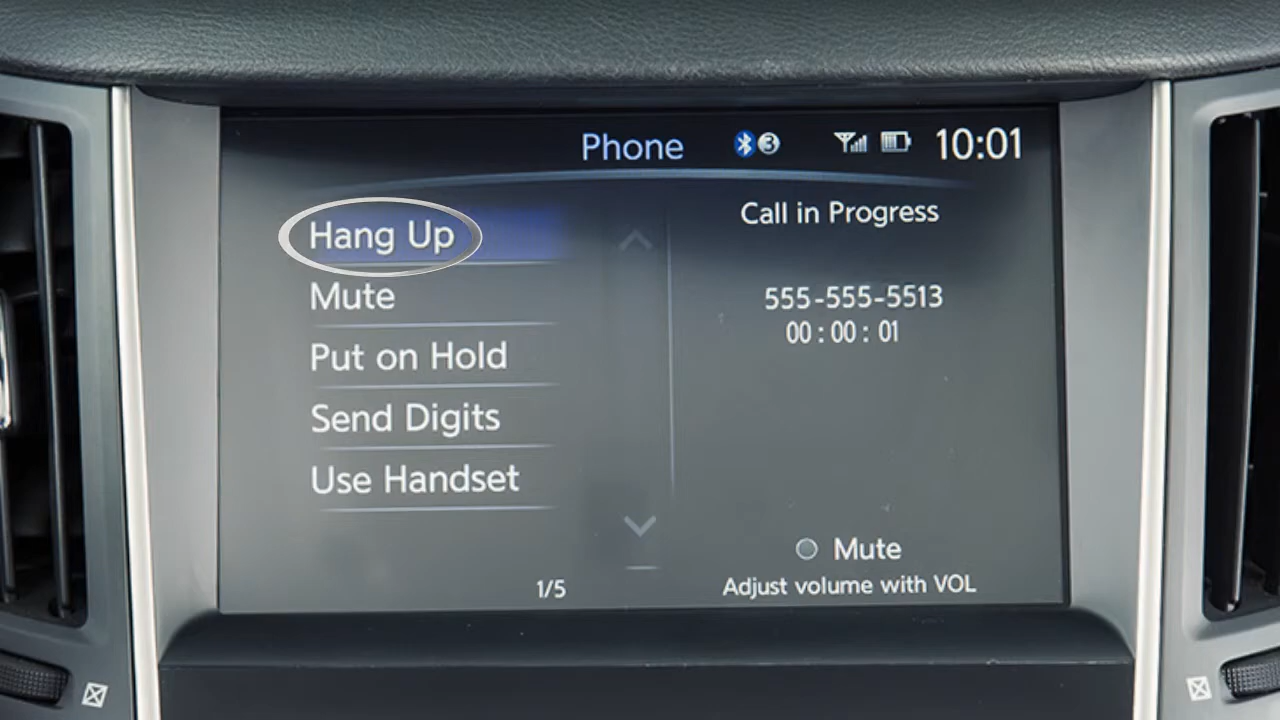 Phone
3
10:01
Hang Up
Mute
Put on Hold
Send Digits
Use Handset
1/5
Call in Progress
555-555-5513
00:00:01
Mute
Adjust volume with VOL